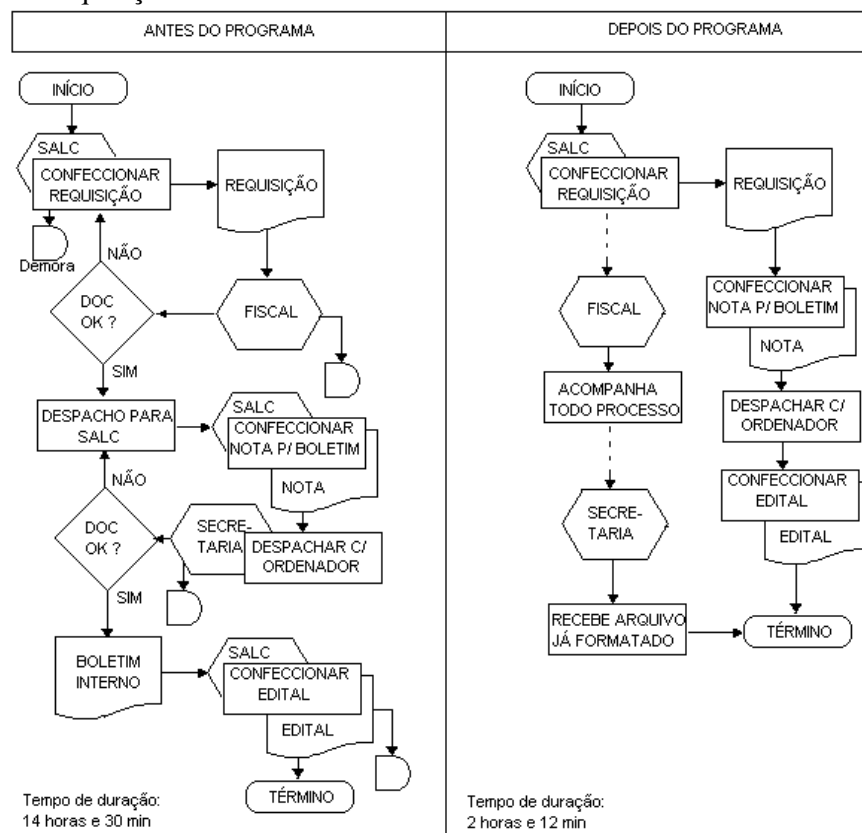 ANTES DO PROGRAMA
INÍCIO
SALC
CONFECCIONAR
REQUISIÇÃO
REQUISIÇÃO
Demora
NÃO
DOC
OK ?
FISCAL
SIM
DESPACHO PARA
SALC
SALC
CONFECCIONAR
NOTA P/ BOLETIM
NOTA
NÃO
DOC
OK ?
SECRE-
TARIA
DESPACHAR C/
ORDENADOR
SIM
BOLETIM
INTERNO
SALC
CONFECCIONAR
EDITAL
EDITAL
TÉRMINO
Tempo de duração:
14 horas e 30 min
DEPOIS DO PROGRAMA
INÍCIO
SALC
CONFECCIONAR
REQUISIÇÃO
REQUISIÇÃO
FISCAL
CONFECCIONAR
NOTA P/ BOLETIM
NOTA
ACOMPANHA
TODO PROCESSO
DESPACHAR C/
ORDENADOR
CONFECCIONAR
EDITAL
EDITAL
SECRE-
TARIA
RECEBE ARQUIVO
JÁ FORMATADO
TÉRMINO
Tempo de duração:
2 horas e 12 min